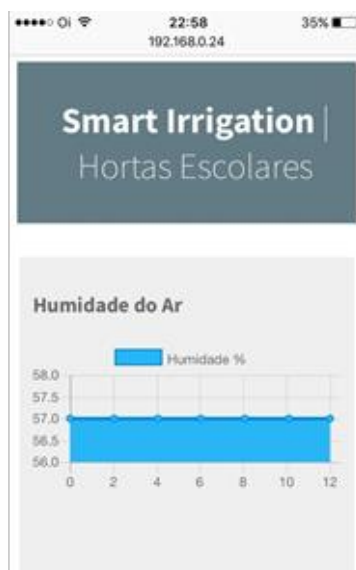 Oi 22:58 35%
192.168.0.24
Smart Irrigation |
Hortas Escolares
Humidade do Ar
Humidade %
58.0
57.5
57.0
56.5
56.0
0 2 4 6 8 10 12